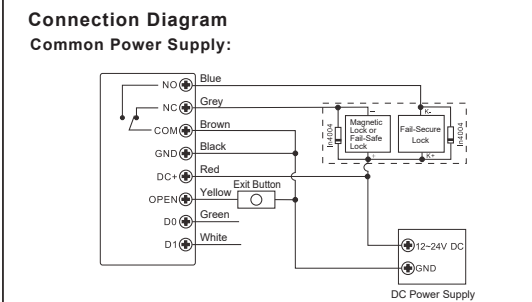 Connection Diagram
Common Power Supply:
NO Blue
NC Grey
COM Brown
GND Black
DC+ Red
OPEN Yellow Exit Button
D0 Green
D1 White
In4004
−
Magnetic
Lock or
Fail-Safe
Lock
+
K-
Fail-Secure
Lock
K+
In4004
12~24V DC
GND
DC Power Supply